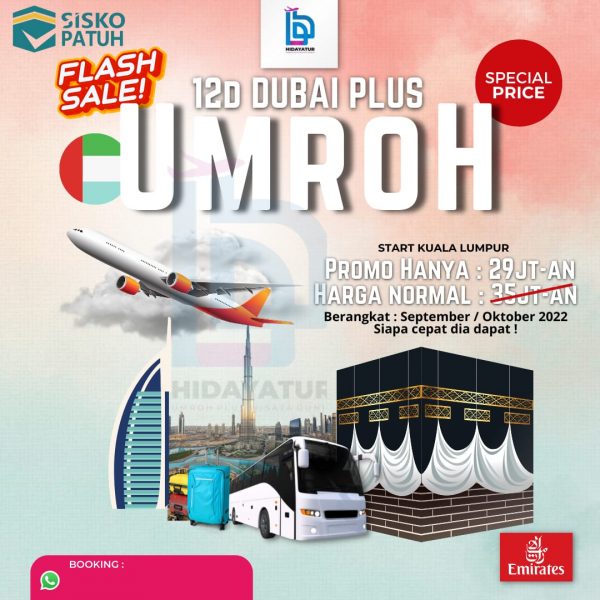 SISKO
PATUH
HIDAYATUR
FLASH
SALE!
SPECIAL
PRICE
12D DUBAI PLUS
UMROH
START KUALA LUMPUR
PROMO HANYA : 29JT-AN
HARGA NORMAL : 35JT-AN
Berangkat : September / Oktober 2022
Siapa cepat dia dapat !
HIDAYATUR
Emirates
BOOKING :